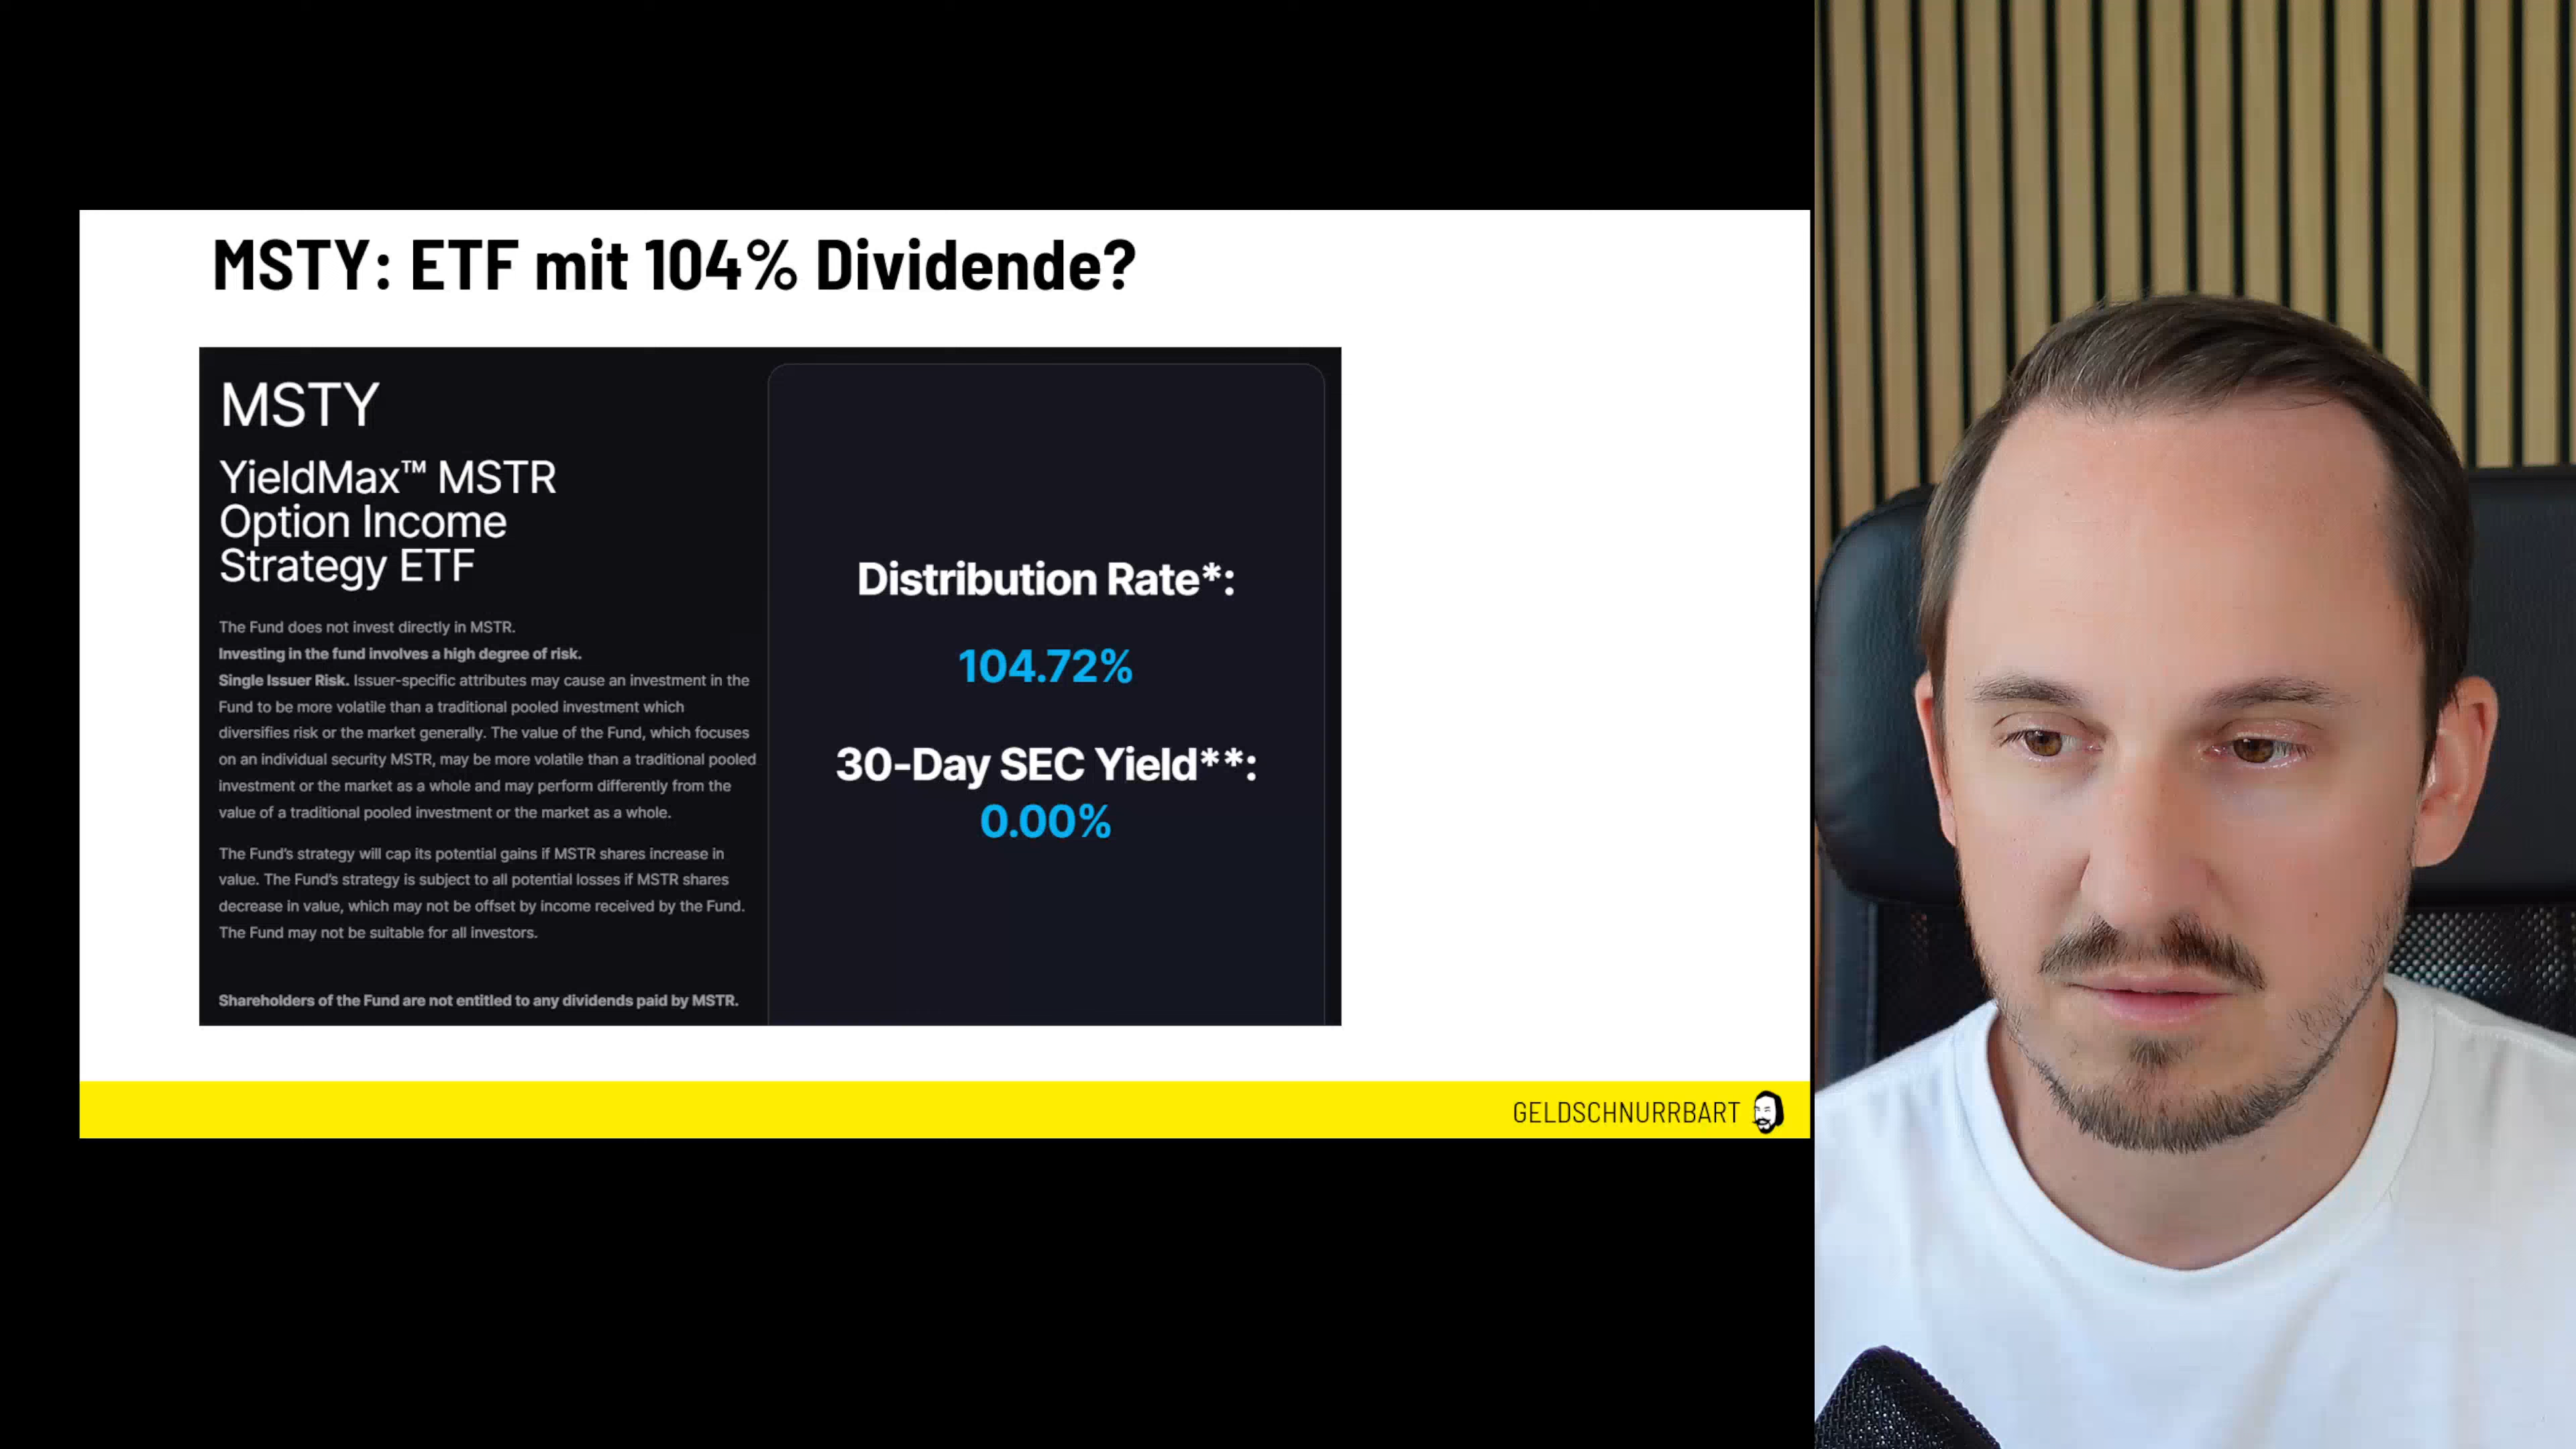 MSTY: ETF mit 104% Dividende?
MSTY
YieldMax™ MSTR
Option Income
Strategy ETF
The Fund does not invest directly in MSTR.
Investing in the fund involves a high degree of risk.
Single Issuer Risk. Issuer-specific attributes may cause an investment in the
Fund to be more volatile than a traditional pooled investment which
diversifies risk or the market generally. The value of the Fund, which focuses
on an individual security MSTR, may be more volatile than a traditional pooled
investment or the market as a whole and may perform differently from the
value of a traditional pooled investment or the market as a whole.
The Fund's strategy will cap its potential gains if MSTR shares increase in
value. The Fund's strategy is subject to all potential losses if MSTR shares
decrease in value, which may not be offset by income received by the Fund.
The Fund may not be suitable for all investors.
Shareholders of the Fund are not entitled to any dividends paid by MSTR.
Distribution Rate*:
104.72%
30-Day SEC Yield**:
0.00%
GELDSCHNURRBART